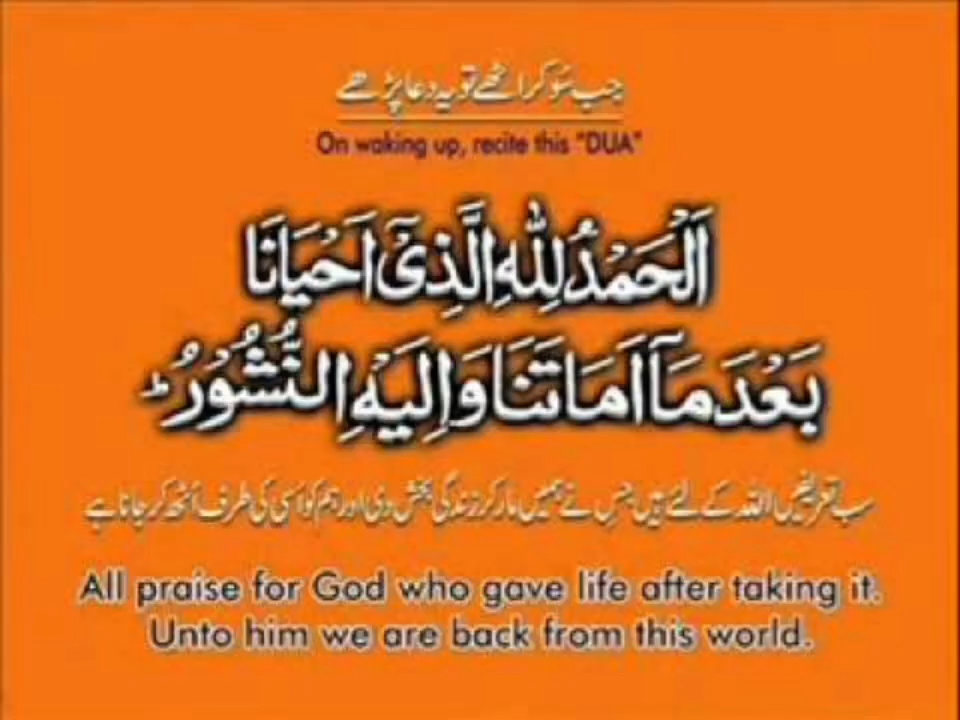 جب سو کر اٹھے تو یہ دعا پڑھے
On waking up, recite this "DUA"
اَلْحَمْدُ لِلّٰهِ الَّذِىْٓ اَحْيَانَا
بَعْدَ مَآ اَمَاتَنَا وَاِلَيْهِ النُّشُوْرُ ؕ
سب تعریفیں اللہ کے لئے ہیں جس نے ہمیں مار کر زندگی بخش دی اور ہم کو اسی کی طرف اُٹھ کر جانا ہے
All praise for God who gave life after taking it.
Unto him we are back from this world.